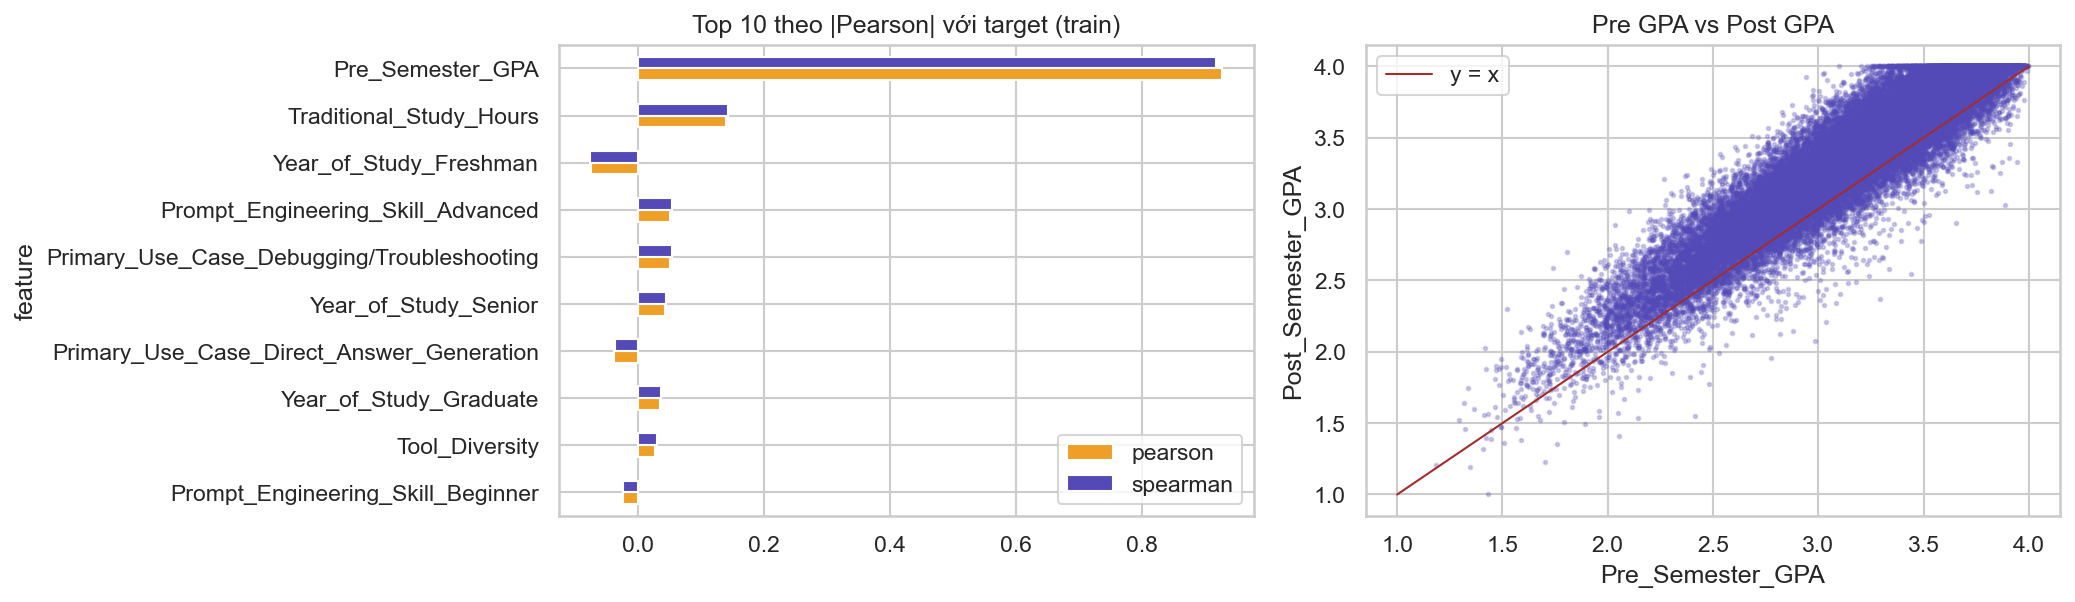 Top 10 theo |Pearson| với target (train)
feature
Pre_Semester_GPA
Traditional_Study_Hours
Year_of_Study_Freshman
Prompt_Engineering_Skill_Advanced
Primary_Use_Case_Debugging/Troubleshooting
Year_of_Study_Senior
Primary_Use_Case_Direct_Answer_Generation
Year_of_Study_Graduate
Tool_Diversity
Prompt_Engineering_Skill_Beginner
pearson
spearman
0.0 0.2 0.4 0.6 0.8
Pre GPA vs Post GPA
y = x
Post_Semester_GPA
4.0
3.5
3.0
2.5
2.0
1.5
1.0
1.0 1.5 2.0 2.5 3.0 3.5 4.0
Pre_Semester_GPA